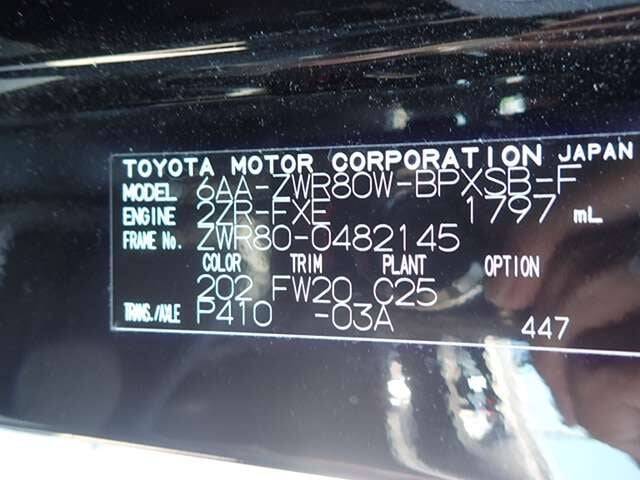 TOYOTA MOTOR CORPORATION JAPAN
MODEL 6AA-ZWR80W-BPXSB-F
ENGINE 2ZR-FXE 1797 mL
FRAME No. ZWR80-0482145
COLOR TRIM PLANT OPTION
202 FW20 C25
TRANS./AXLE P410 -03A 447